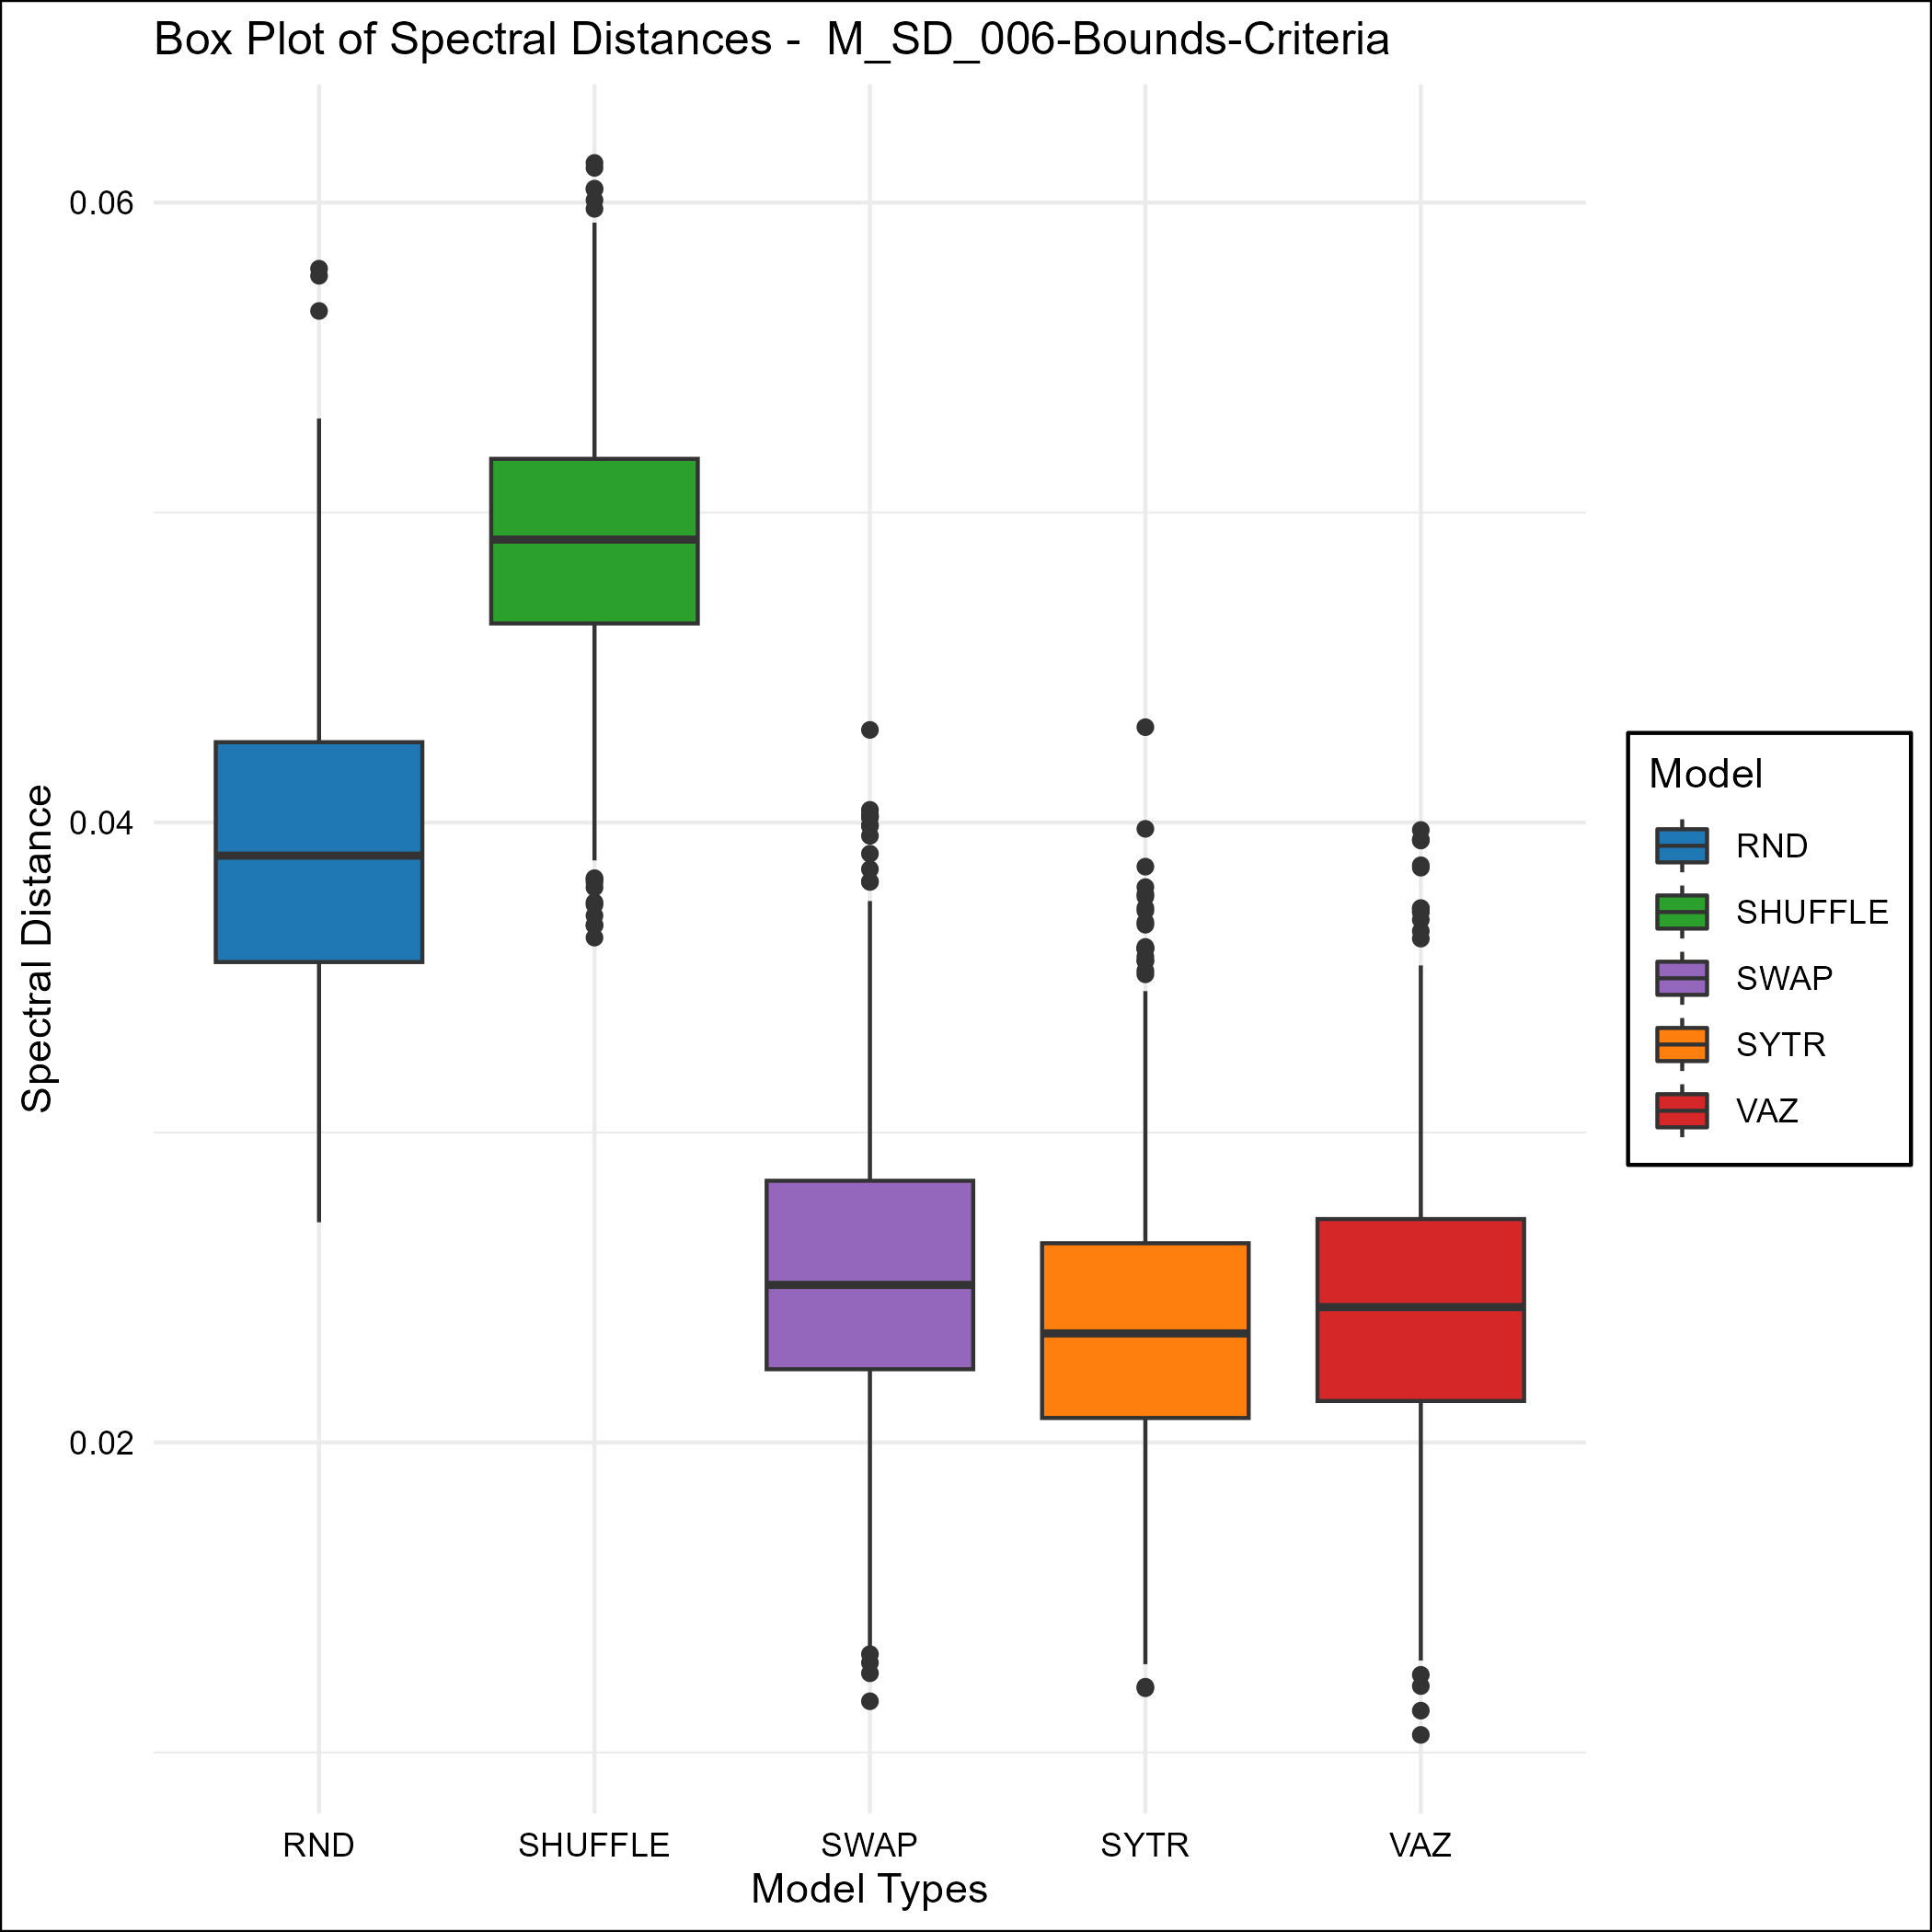 Box Plot of Spectral Distances -  M_SD_006-Bounds-Criteria
0.06
0.04
0.02
Spectral Distance
RND
SHUFFLE
SWAP
SYTR
VAZ
Model Types
Model
RND
SHUFFLE
SWAP
SYTR
VAZ